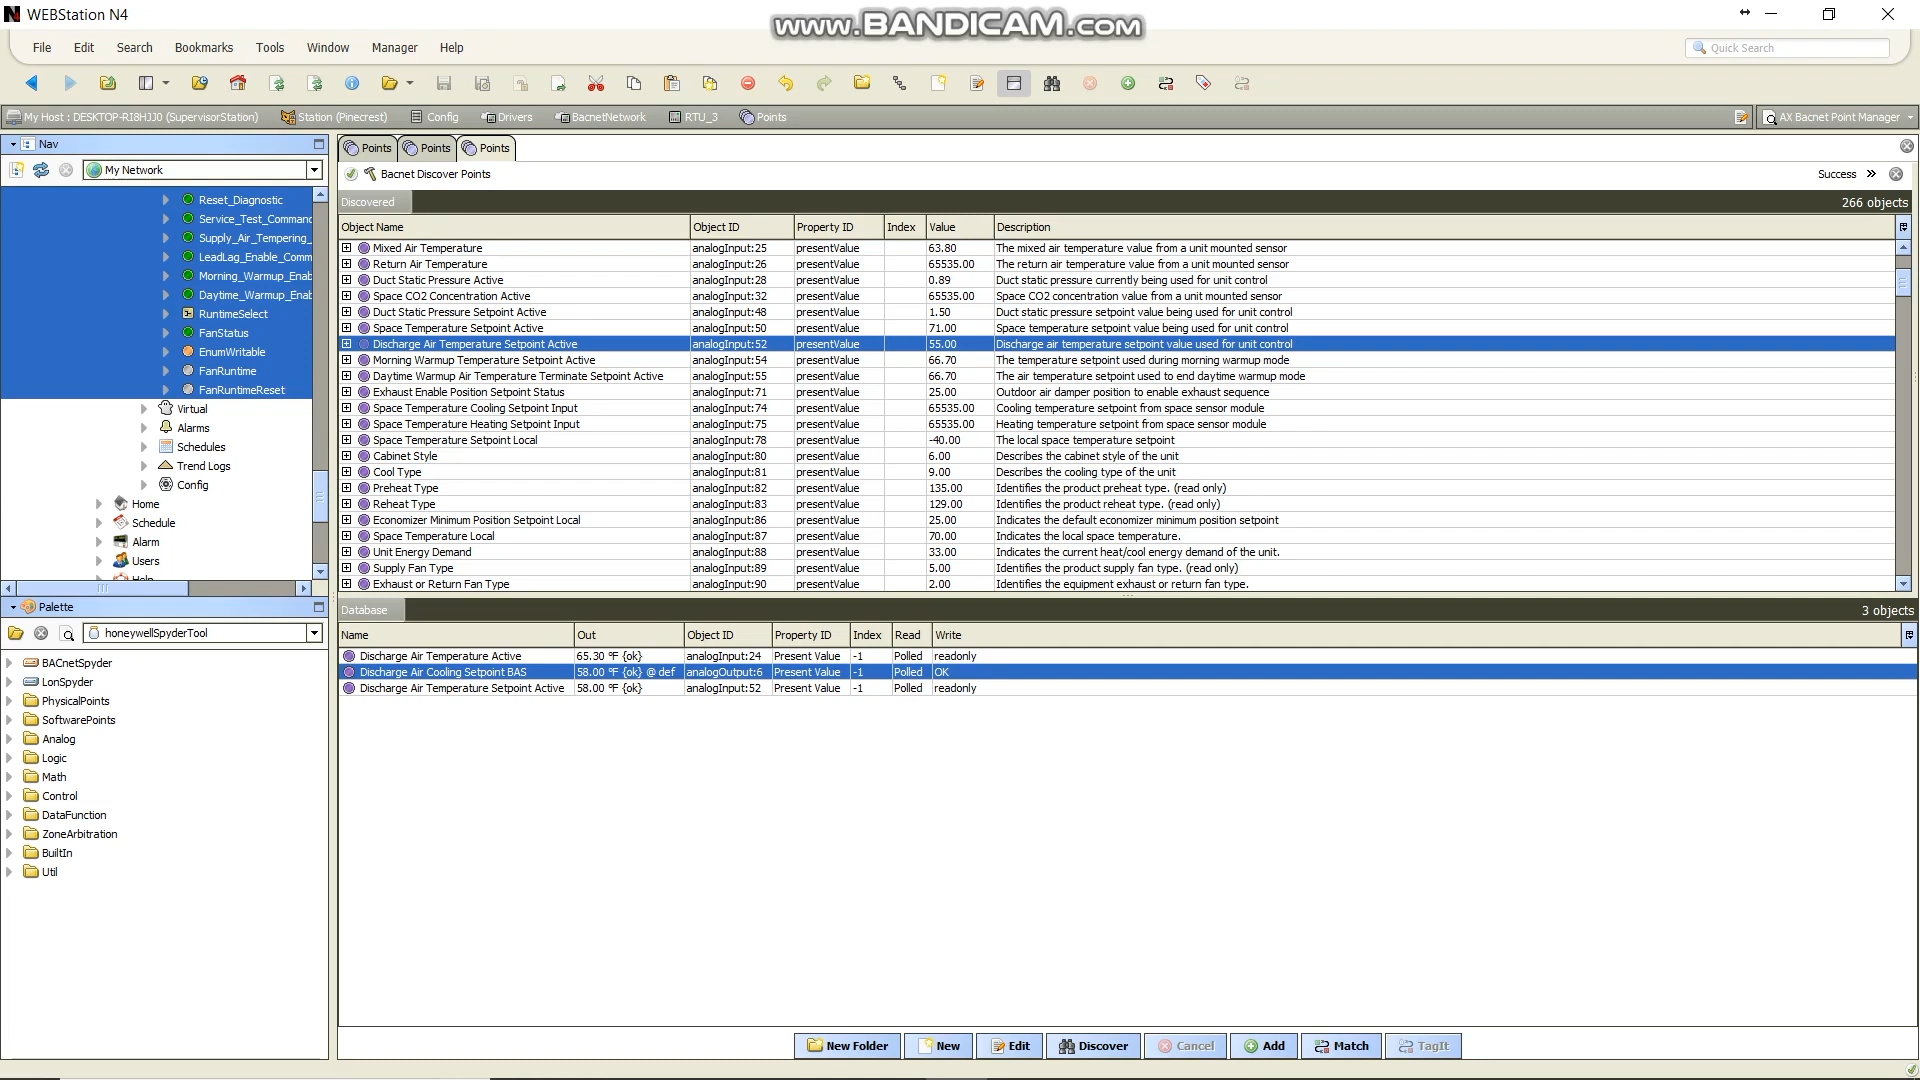 WEBStation N4
www.BANDICAM.com
File Edit Search Bookmarks Tools Window Manager Help
Quick Search
My Host : DESKTOP-RI8HJJ0 (SupervisorStation) Station (Pinecrest) Config Drivers BacnetNetwork RTU_3 Points AX Bacnet Point Manager
Nav
My Network
Reset_Diagnostic
Service_Test_Command
Supply_Air_Tempering_
LeadLag_Enable_Comm
Morning_Warmup_Enab
Daytime_Warmup_Enab
RuntimeSelect
FanStatus
EnumWritable
FanRuntime
FanRuntimeReset
Virtual
Alarms
Schedules
Trend Logs
Config
Home
Schedule
Alarm
Users
Help
Palette
honeywellSpyderTool
BACnetSpyder
LonSpyder
PhysicalPoints
SoftwarePoints
Analog
Logic
Math
Control
DataFunction
ZoneArbitration
BuiltIn
Util
Points Points Points
Bacnet Discover Points Success »
Discovered 266 objects
Object Name Object ID Property ID Index Value Description
Mixed Air Temperature analogInput:25 presentValue 63.80 The mixed air temperature value from a unit mounted sensor
Return Air Temperature analogInput:26 presentValue 65535.00 The return air temperature value from a unit mounted sensor
Duct Static Pressure Active analogInput:28 presentValue 0.89 Duct static pressure currently being used for unit control
Space CO2 Concentration Active analogInput:32 presentValue 65535.00 Space CO2 concentration value from a unit mounted sensor
Duct Static Pressure Setpoint Active analogInput:48 presentValue 1.50 Duct static pressure setpoint value being used for unit control
Space Temperature Setpoint Active analogInput:50 presentValue 71.00 Space temperature setpoint value being used for unit control
Discharge Air Temperature Setpoint Active analogInput:52 presentValue 55.00 Discharge air temperature setpoint value used for unit control
Morning Warmup Temperature Setpoint Active analogInput:54 presentValue 66.70 The temperature setpoint used during morning warmup mode
Daytime Warmup Air Temperature Terminate Setpoint Active analogInput:55 presentValue 66.70 The air temperature setpoint used to end daytime warmup mode
Exhaust Enable Position Setpoint Status analogInput:71 presentValue 25.00 Outdoor air damper position to enable exhaust sequence
Space Temperature Cooling Setpoint Input analogInput:74 presentValue 65535.00 Cooling temperature setpoint from space sensor module
Space Temperature Heating Setpoint Input analogInput:75 presentValue 65535.00 Heating temperature setpoint from space sensor module
Space Temperature Setpoint Local analogInput:78 presentValue -40.00 The local space temperature setpoint
Cabinet Style analogInput:80 presentValue 6.00 Describes the cabinet style of the unit
Cool Type analogInput:81 presentValue 9.00 Describes the cooling type of the unit
Preheat Type analogInput:82 presentValue 135.00 Identifies the product preheat type. (read only)
Reheat Type analogInput:83 presentValue 129.00 Identifies the product reheat type. (read only)
Economizer Minimum Position Setpoint Local analogInput:86 presentValue 25.00 Indicates the default economizer minimum position setpoint
Space Temperature Local analogInput:87 presentValue 70.00 Indicates the local space temperature.
Unit Energy Demand analogInput:88 presentValue 33.00 Indicates the current heat/cool energy demand of the unit.
Supply Fan Type analogInput:89 presentValue 5.00 Identifies the product supply fan type. (read only)
Exhaust or Return Fan Type analogInput:90 presentValue 2.00 Identifies the equipment exhaust or return fan type.
Database 3 objects
Name Out Object ID Property ID Index Read Write
Discharge Air Temperature Active 65.30 ºF {ok} analogInput:24 Present Value -1 Polled readonly
Discharge Air Cooling Setpoint BAS 58.00 ºF {ok} @ def analogOutput:6 Present Value -1 Polled OK
Discharge Air Temperature Setpoint Active 58.00 ºF {ok} analogInput:52 Present Value -1 Polled readonly
New Folder New Edit Discover Cancel Add Match TagIt